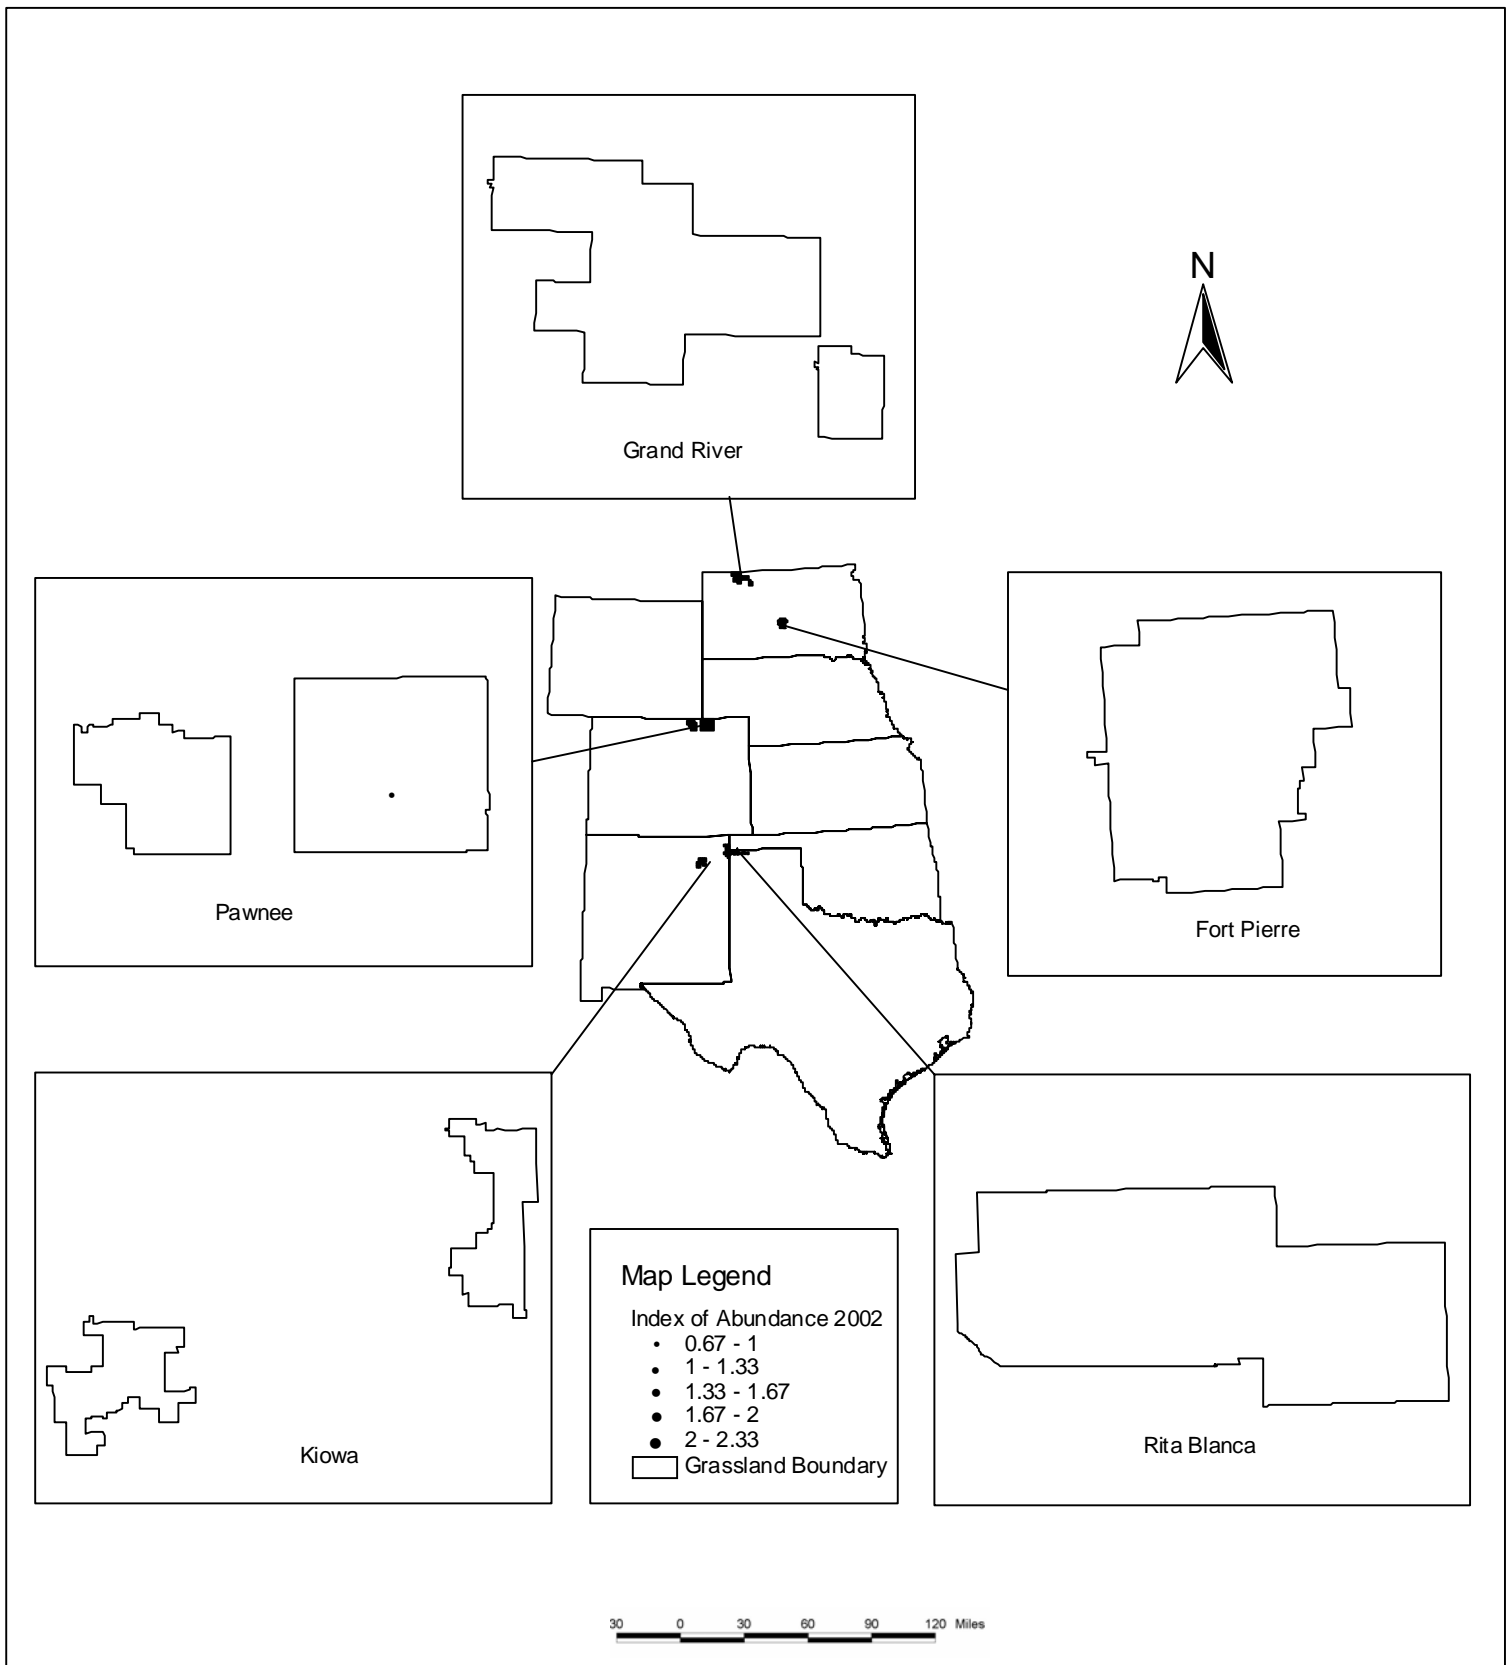 Grand River
N
Pawnee
Fort Pierre
Kiowa
Map Legend
Index of Abundance 2002
0.67 - 1
1 - 1.33
1.33 - 1.67
1.67 - 2
2 - 2.33
Grassland Boundary
Rita Blanca
30 0 30 60 90 120 Miles